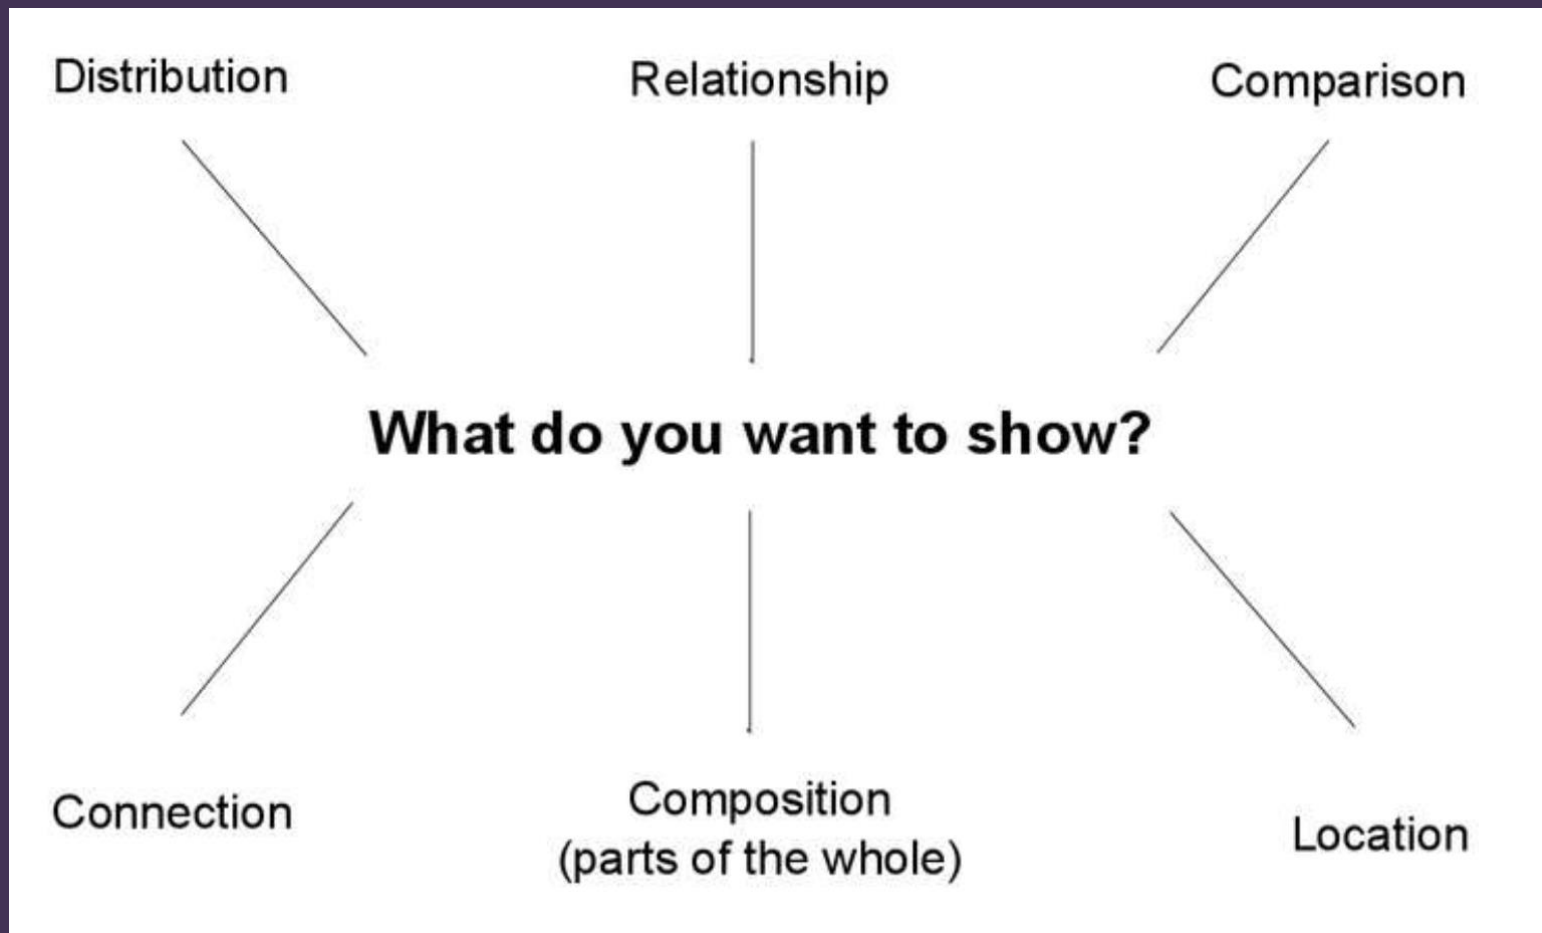 Distribution
Relationship
Comparison
What do you want to show?
Connection
Composition
(parts of the whole)
Location